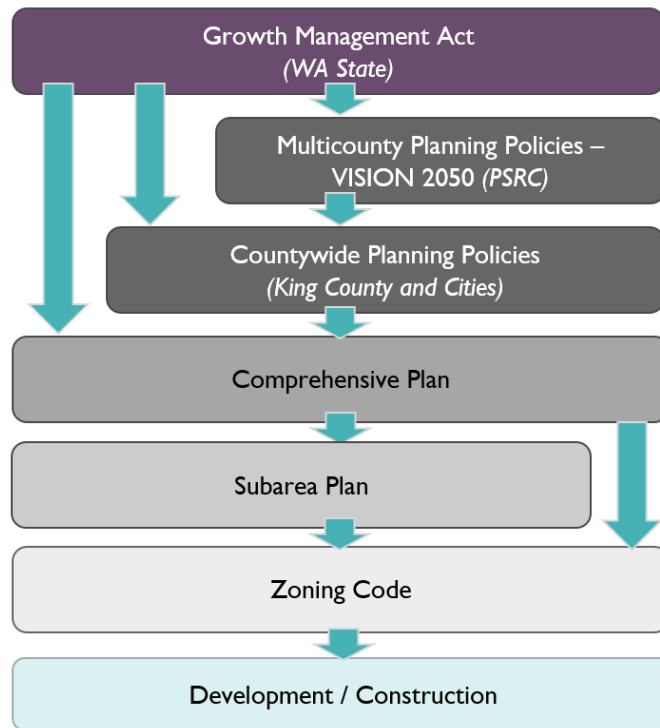 Growth Management Act
(WA State)
Multicounty Planning Policies –
VISION 2050 (PSRC)
Countywide Planning Policies
(King County and Cities)
Comprehensive Plan
Subarea Plan
Zoning Code
Development / Construction